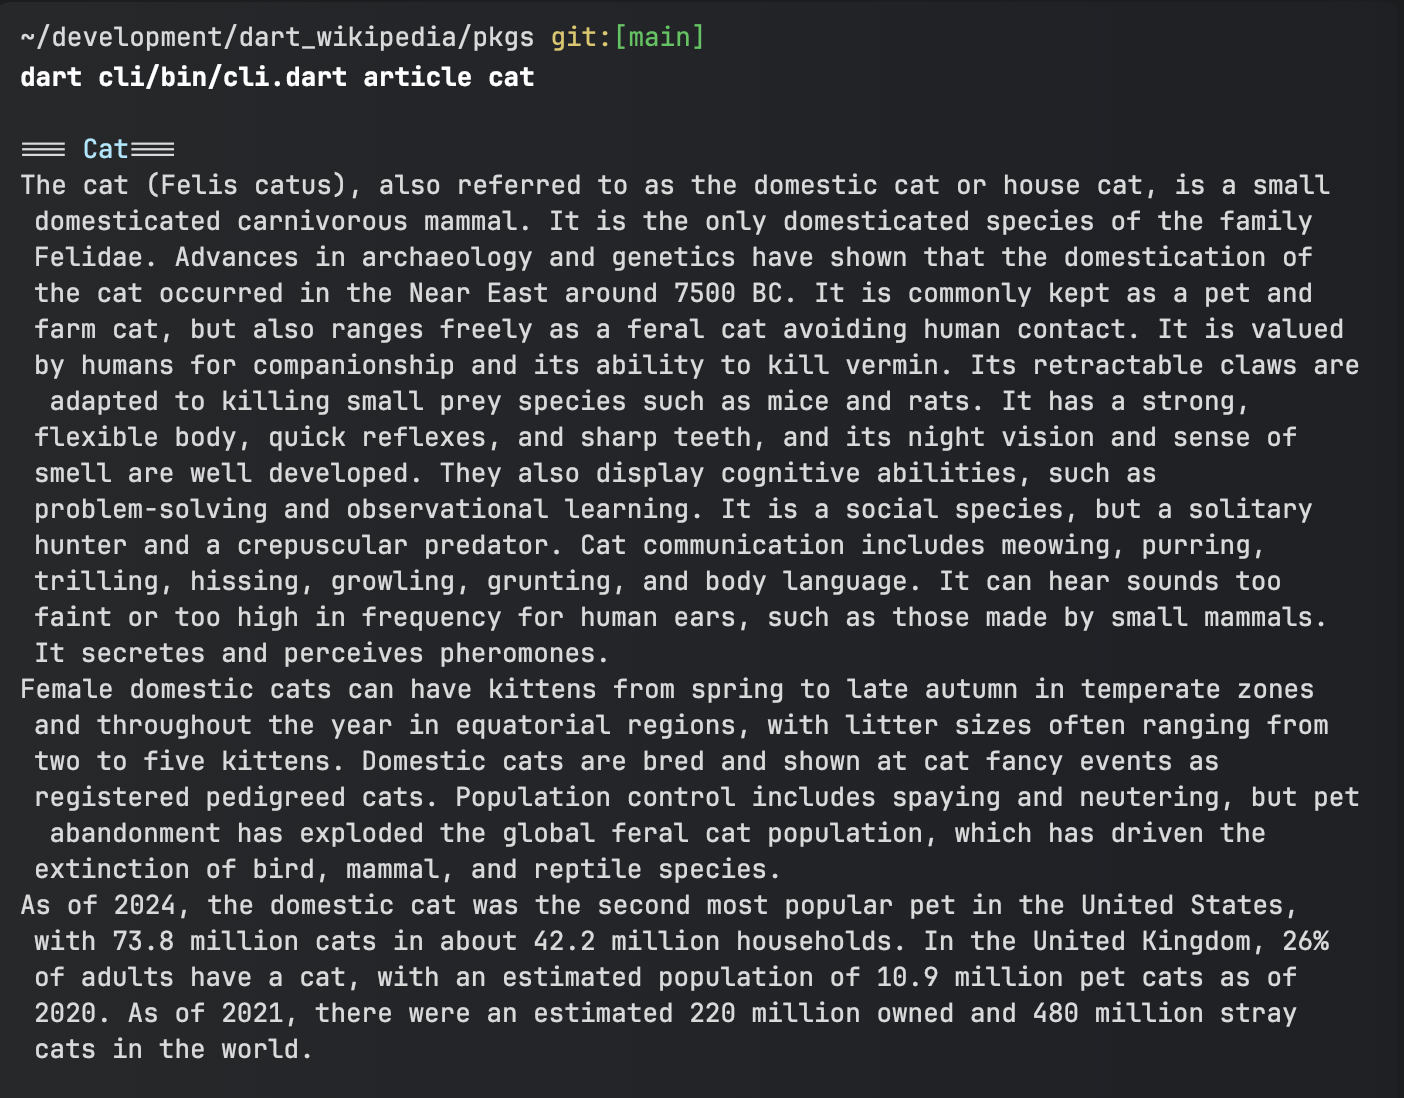 ~/development/dart_wikipedia/pkgs git:[main]
dart cli/bin/cli.dart article cat
=== Cat===
The cat (Felis catus), also referred to as the domestic cat or house cat, is a small
domesticated carnivorous mammal. It is the only domesticated species of the family
Felidae. Advances in archaeology and genetics have shown that the domestication of
the cat occurred in the Near East around 7500 BC. It is commonly kept as a pet and
farm cat, but also ranges freely as a feral cat avoiding human contact. It is valued
by humans for companionship and its ability to kill vermin. Its retractable claws are
adapted to killing small prey species such as mice and rats. It has a strong,
flexible body, quick reflexes, and sharp teeth, and its night vision and sense of
smell are well developed. They also display cognitive abilities, such as
problem-solving and observational learning. It is a social species, but a solitary
hunter and a crepuscular predator. Cat communication includes meowing, purring,
trilling, hissing, growling, grunting, and body language. It can hear sounds too
faint or too high in frequency for human ears, such as those made by small mammals.
It secretes and perceives pheromones.
Female domestic cats can have kittens from spring to late autumn in temperate zones
and throughout the year in equatorial regions, with litter sizes often ranging from
two to five kittens. Domestic cats are bred and shown at cat fancy events as
registered pedigreed cats. Population control includes spaying and neutering, but pet
abandonment has exploded the global feral cat population, which has driven the
extinction of bird, mammal, and reptile species.
As of 2024, the domestic cat was the second most popular pet in the United States,
with 73.8 million cats in about 42.2 million households. In the United Kingdom, 26%
of adults have a cat, with an estimated population of 10.9 million pet cats as of
2020. As of 2021, there were an estimated 220 million owned and 480 million stray
cats in the world.